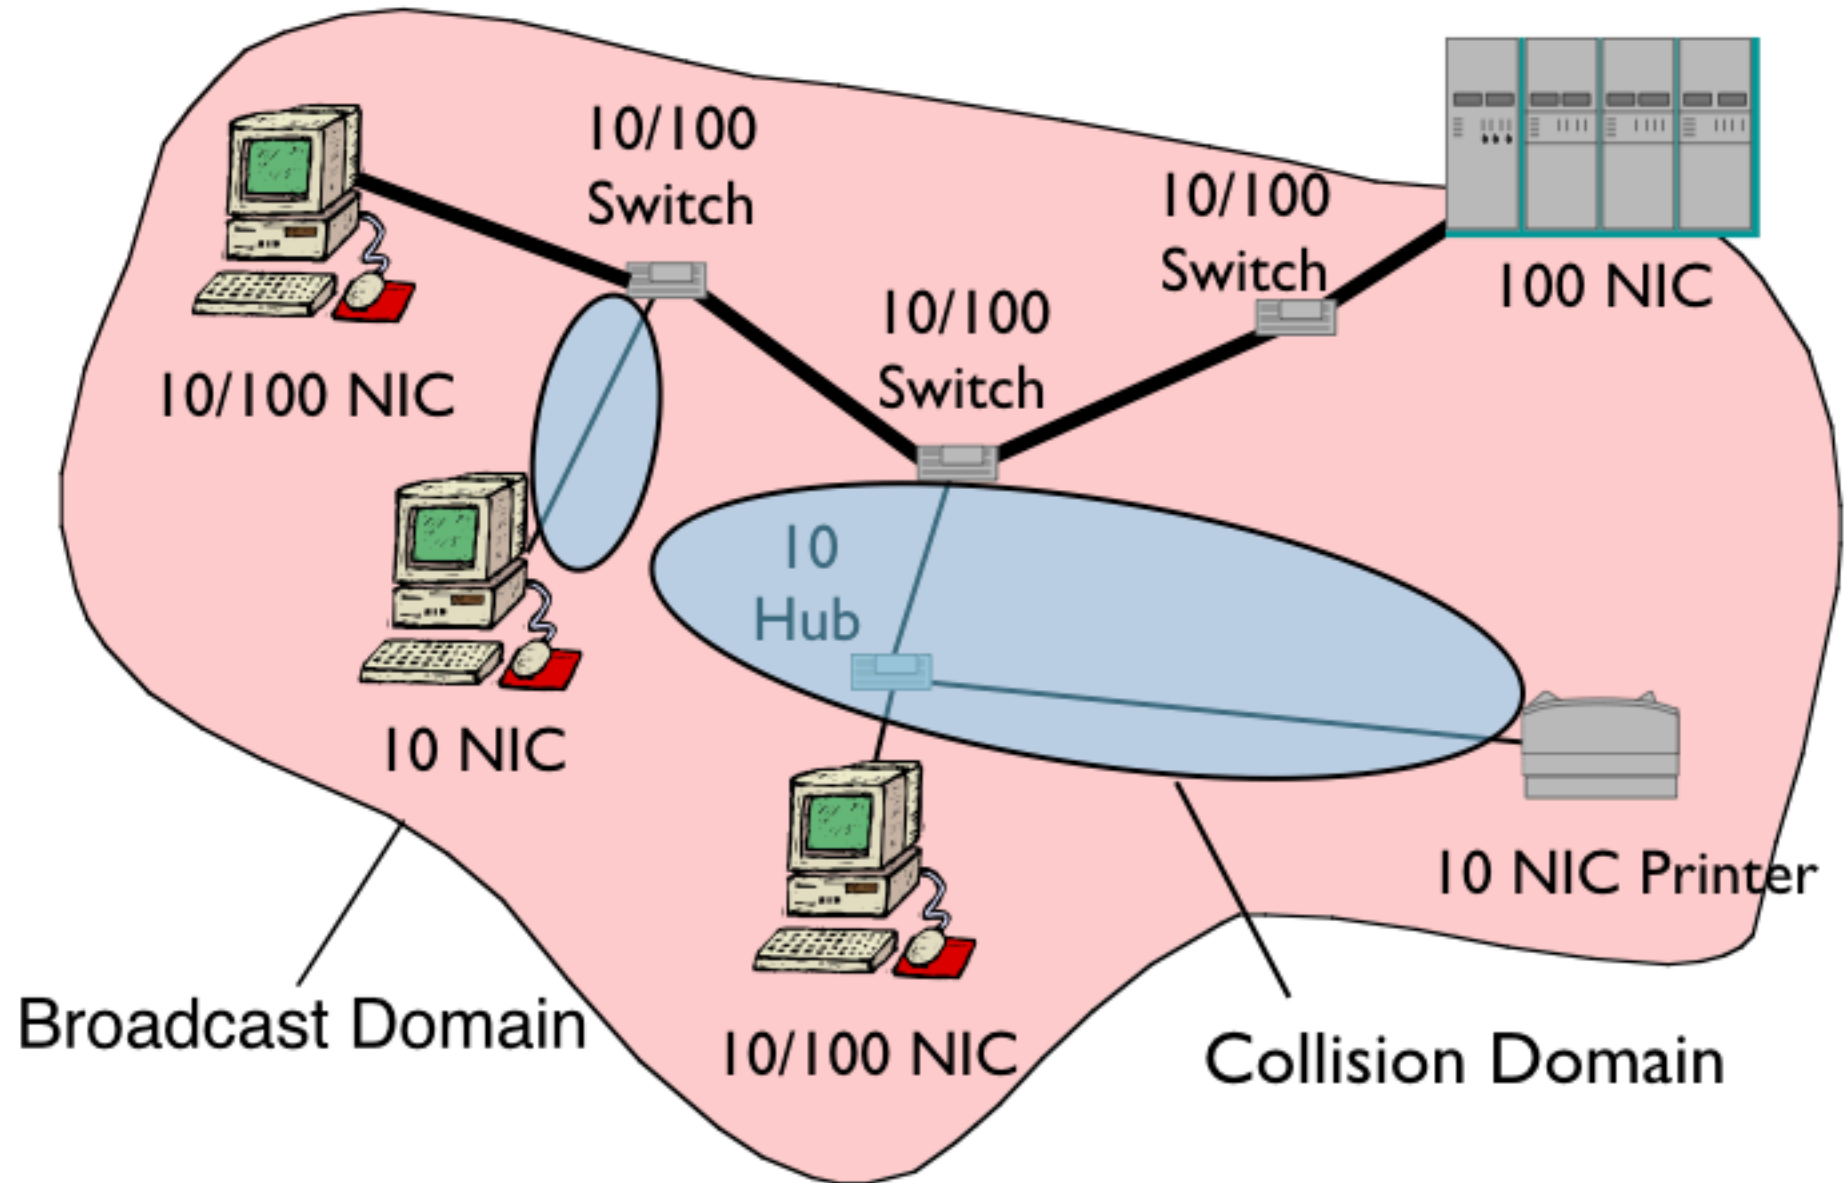 10/100
Switch
10/100
Switch
100 NIC
10/100
Switch
10/100 NIC
10
Hub
10 NIC
10 NIC Printer
Broadcast Domain
10/100 NIC
Collision Domain